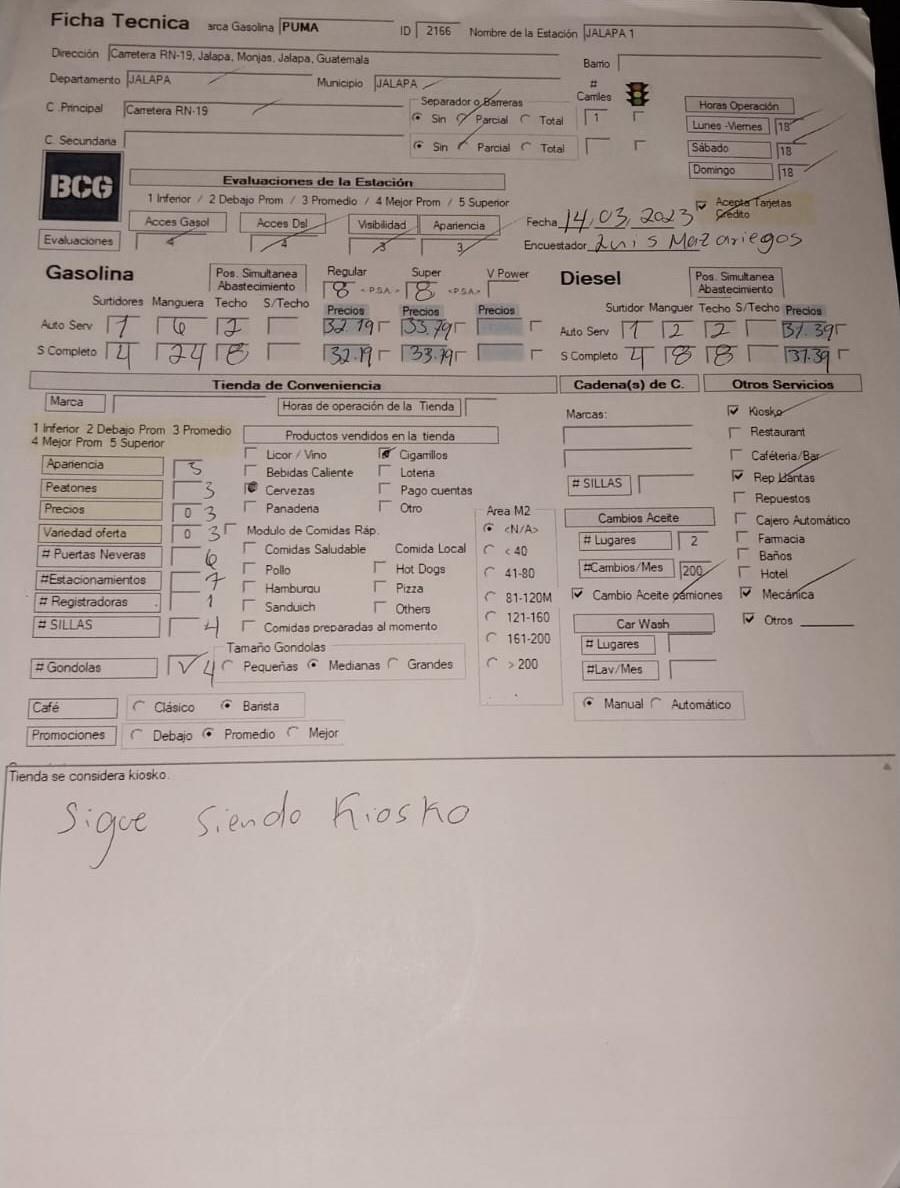 Ficha Tecnica arca Gasolina PUMA ID 2166 Nombre de la Estación JALAPA 1
Dirección Carretera RN-19, Jalapa, Monjas, Jalapa, Guatemala Barrio
Departamento JALAPA Municipio JALAPA # Carriles
C .Principal Carretera RN-19 Separador o Barreras Sin Parcial Total 1
Horas Operación
Lunes -Viernes 18
C. Secundaria Sin Parcial Total
Sábado 18
Domingo 18
BCG
Evaluaciones de la Estación
1 Inferior / 2 Debajo Prom / 3 Promedio / 4 Mejor Prom / 5 Superior
Acepta Tarjetas Crédito
Acces Gasol Acces Dsl Visibilidad Apariencia
Fecha 14,03,2023
Evaluaciones 4 4 3 3
Encuestador Luis Mazariegos
Gasolina Pos. Simultanea Abastecimiento Regular 8 <-P.S.A.-> Super 8 <-P.S.A.-> V Power
Surtidores Manguera Techo S/Techo Precios Precios Precios
Auto Serv 1 6 2 32.19 33.79
S Completo 4 24 8 32.19 33.79
Diesel Pos. Simultanea Abastecimiento
Surtidor Manguer Techo S/Techo Precios
Auto Serv 1 2 2 31.39
S Completo 4 8 8 31.39
Tienda de Conveniencia
Marca Horas de operación de la Tienda
1 Inferior 2 Debajo Prom 3 Promedio
4 Mejor Prom 5 Superior
Apariencia 3
Peatones 3
Precios 0 3
Variedad oferta 0 3
# Puertas Neveras 6
#Estacionamientos 7
# Registradoras 1
# SILLAS 4
# Gondolas 4
Productos vendidos en la tienda
Licor / Vino Cigarrillos
Bebidas Caliente Loteria
Cervezas Pago cuentas
Panaderia Otro
Modulo de Comidas Ráp.
Comidas Saludable Comida Local
Pollo Hot Dogs
Hamburgu Pizza
Sanduich Others
Comidas preparadas al momento
Tamaño Gondolas
Pequeñas Medianas Grandes
Area M2
<N/A>
< 40
41-80
81-120M
121-160
161-200
> 200
Café Clásico Barista
Promociones Debajo Promedio Mejor
Cadena(s) de C.
Marcas:
# SILLAS
Cambios Aceite
# Lugares 2
#Cambios/Mes 200
Cambio Aceite camiones
Car Wash
# Lugares
#Lav/Mes
Manual Automático
Otros Servicios
Kiosko
Restaurant
Caféteria/Bar
Rep Llantas
Repuestos
Cajero Automático
Farmacia
Baños
Hotel
Mecánica
Otros
Tienda se considera kiosko.
Sigue siendo Kiosko